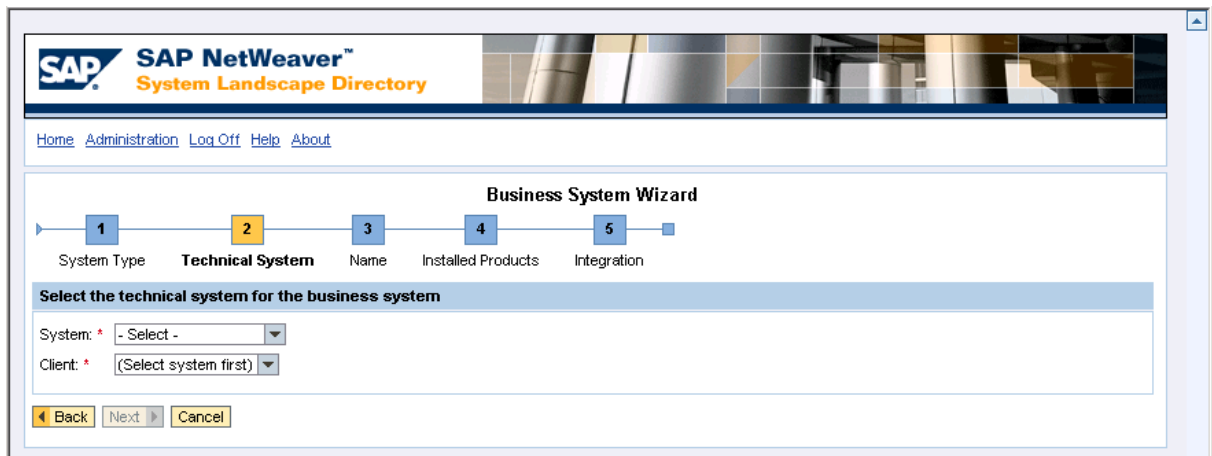 SAP
SAP NetWeaver™
System Landscape Directory
Home Administration Log Off Help About
Business System Wizard
1 2 3 4 5
System Type Technical System Name Installed Products Integration
Select the technical system for the business system
System: * - Select -
Client: * (Select system first)
Back Next Cancel